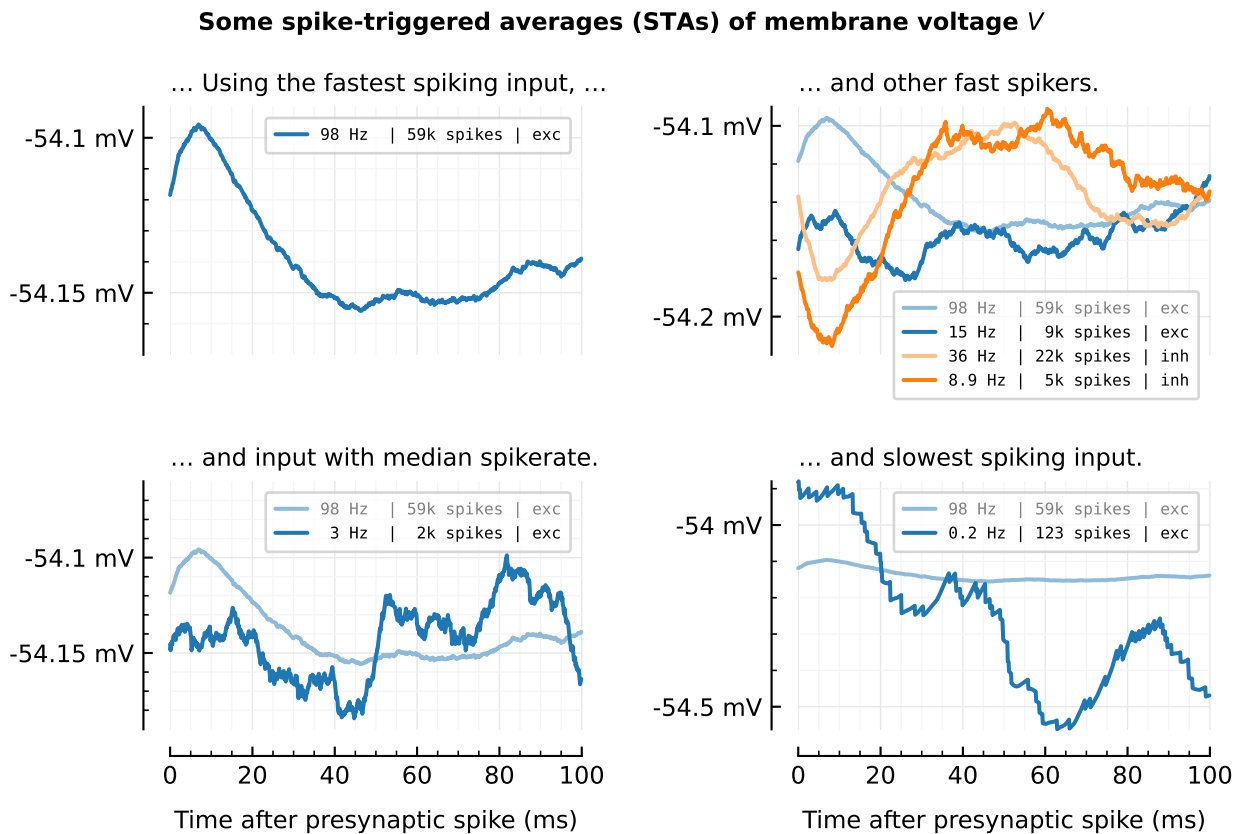 Some spike-triggered averages (STAs) of membrane voltage V
... Using the fastest spiking input, ...
-54.1 mV
-54.15 mV
98 Hz | 59k spikes | exc
... and other fast spikers.
-54.1 mV
-54.2 mV
98 Hz | 59k spikes | exc
15 Hz | 9k spikes | exc
36 Hz | 22k spikes | inh
8.9 Hz | 5k spikes | inh
... and input with median spikerate.
-54.1 mV
-54.15 mV
98 Hz | 59k spikes | exc
3 Hz | 2k spikes | exc
0 20 40 60 80 100
Time after presynaptic spike (ms)
... and slowest spiking input.
-54 mV
-54.5 mV
98 Hz | 59k spikes | exc
0.2 Hz | 123 spikes | exc
0 20 40 60 80 100
Time after presynaptic spike (ms)